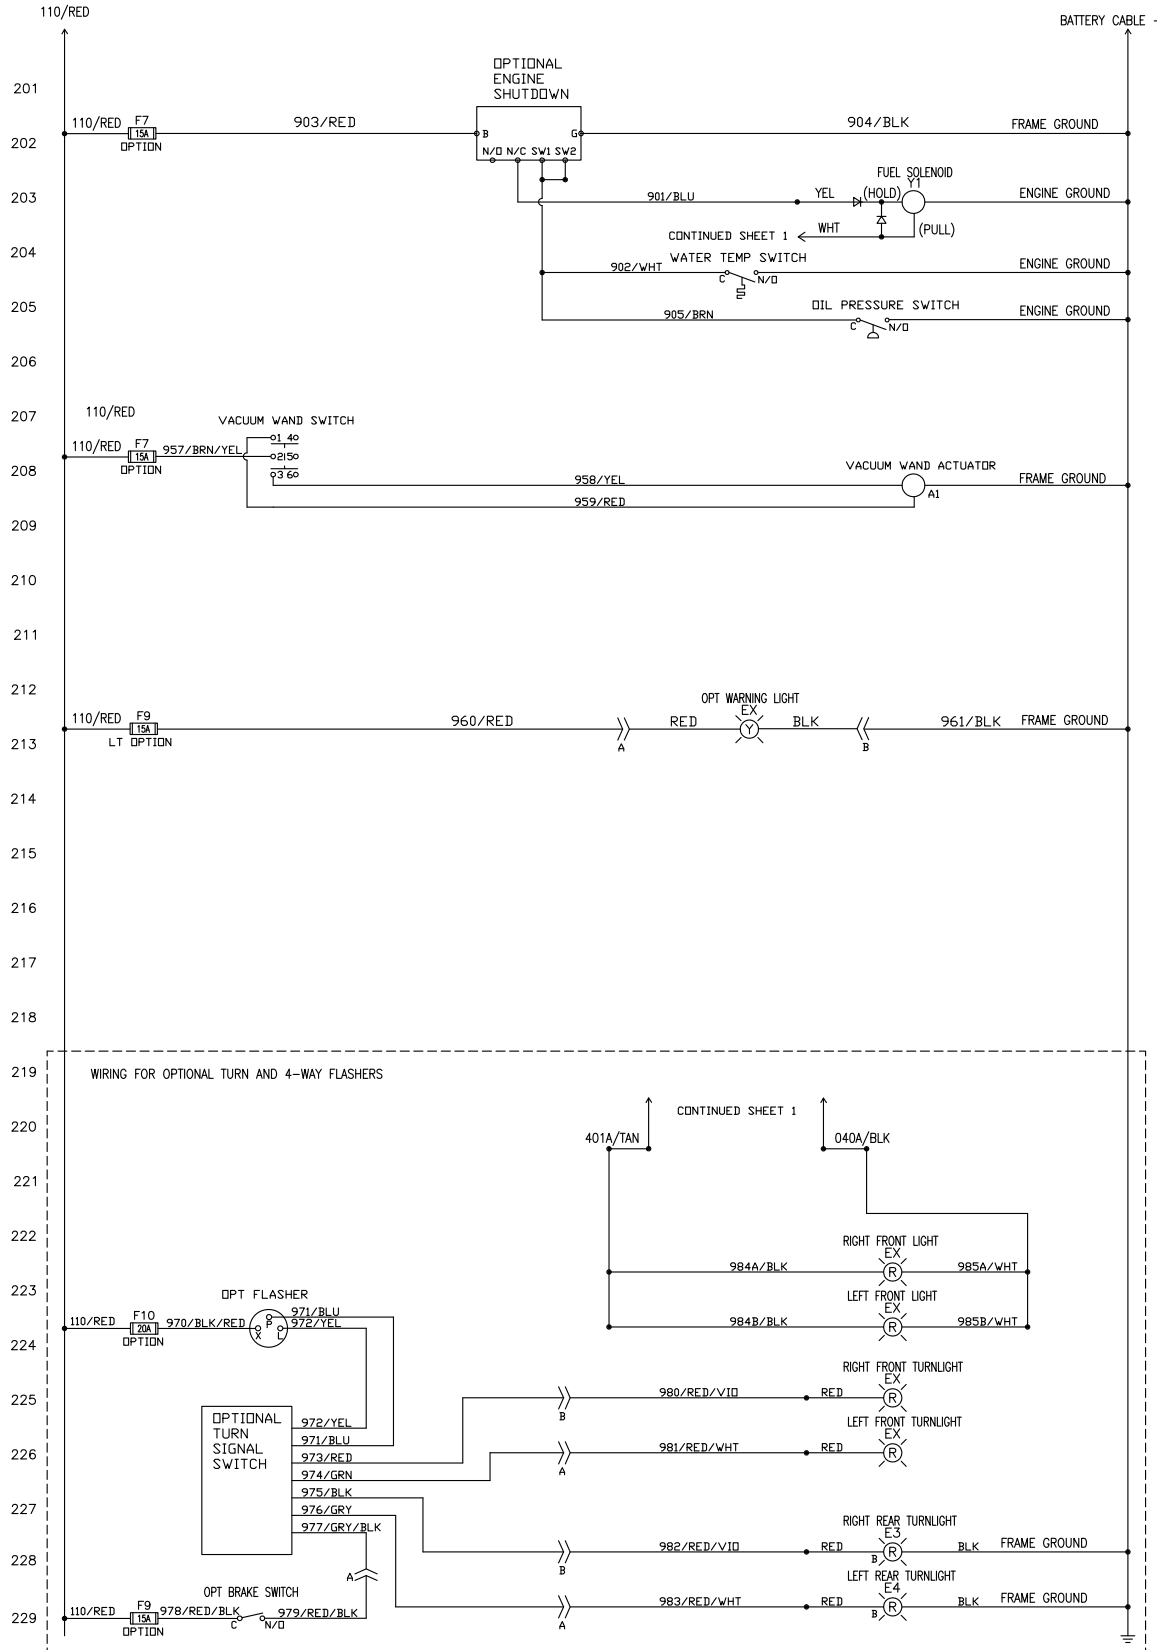 110/RED
BATTERY CABLE -
201
OPTIONAL
ENGINE
SHUTDOWN
110/RED F7 903/RED B G 904/BLK FRAME GROUND
15A
OPTION
202
N/O N/C SW1 SW2
FUEL SOLENOID
Y1
203
901/BLU YEL (HOLD) ENGINE GROUND
CONTINUED SHEET 1 WHT (PULL)
204
WATER TEMP SWITCH
902/WHT C N/O ENGINE GROUND
205
OIL PRESSURE SWITCH
905/BRN C N/O ENGINE GROUND
206
207
110/RED
VACUUM WAND SWITCH
110/RED F7 957/BRN/YEL
15A
OPTION
1 4
2 5
3 6
208
VACUUM WAND ACTUATOR
958/YEL A1 FRAME GROUND
959/RED
209
210
211
212
OPT WARNING LIGHT
EX
110/RED F9 960/RED RED Y BLK 961/BLK FRAME GROUND
15A
LT OPTION
A B
213
214
215
216
217
218
219
WIRING FOR OPTIONAL TURN AND 4-WAY FLASHERS
CONTINUED SHEET 1
220
401A/TAN 040A/BLK
221
222
RIGHT FRONT LIGHT
EX
984A/BLK R 985A/WHT
223
LEFT FRONT LIGHT
EX
984B/BLK R 985B/WHT
OPT FLASHER
110/RED F10 970/BLK/RED X P L 971/BLU
20A 972/YEL
OPTION
224
RIGHT FRONT TURNLIGHT
EX
225
980/RED/VIO RED R
B
OPTIONAL
TURN
SIGNAL
SWITCH
972/YEL
971/BLU
973/RED
974/GRN
975/BLK
976/GRY
977/GRY/BLK
LEFT FRONT TURNLIGHT
EX
226
981/RED/WHT RED R
A
227
RIGHT REAR TURNLIGHT
E3
982/RED/VIO RED B R BLK FRAME GROUND
B
228
A
LEFT REAR TURNLIGHT
E4
983/RED/WHT RED B R BLK FRAME GROUND
A
OPT BRAKE SWITCH
229
110/RED F9 978/RED/BLK C N/O 979/RED/BLK
15A
OPTION